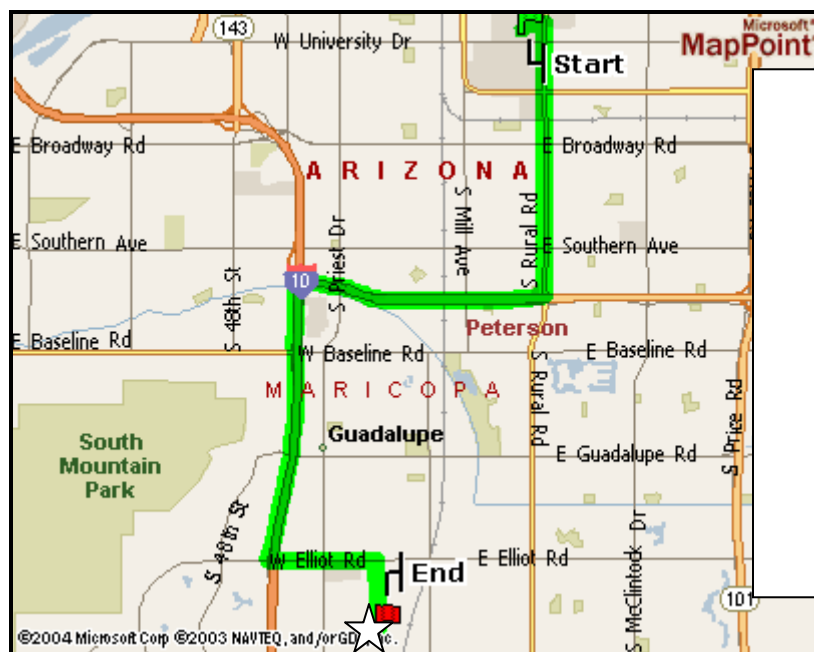 143
W University Dr
Microsoft®
MapPoint®
Start
E Broadway Rd
E Broadway Rd
ARIZONA
S Mill Ave
S Rural Rd
S Priest Dr
E Southern Ave
E Southern Ave
10
S 48th St
Peterson
E Baseline Rd
W Baseline Rd
E Baseline Rd
S Rural Rd
MARICOPA
S Price Rd
South
Mountain
Park
Guadalupe
E Guadalupe Rd
S 48th St
W Elliot Rd
E Elliot Rd
End
S McClintock Dr
101
©2004 Microsoft Corp ©2003 NAVTEQ, and/or